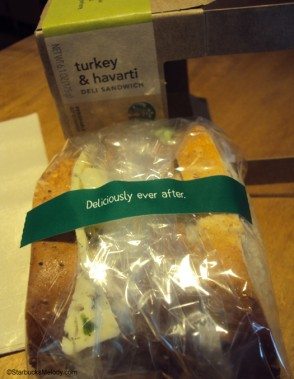 turkey
& havarti
DELI SANDWICH
Deliciously ever after.
©StarbucksMelody.com